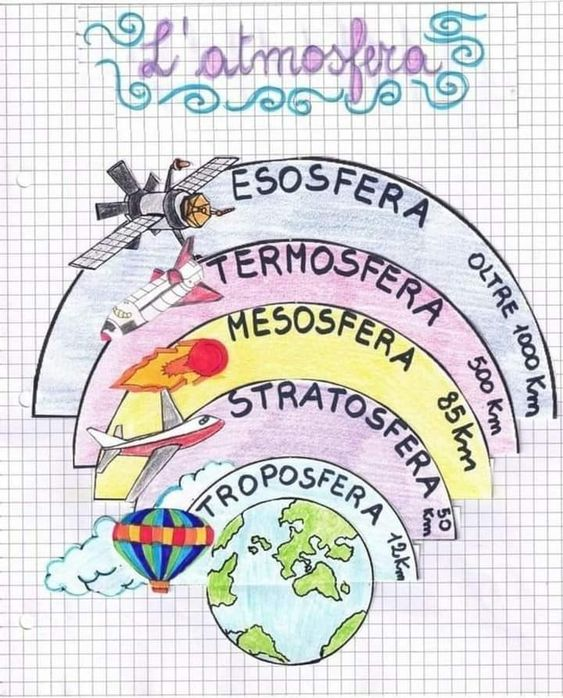 L'atmosfera
ESOSFERA
OLTRE 1000 Km
TERMOSFERA
500 Km
MESOSFERA
85 Km
STRATOSFERA
50 Km
TROPOSFERA
12 Km